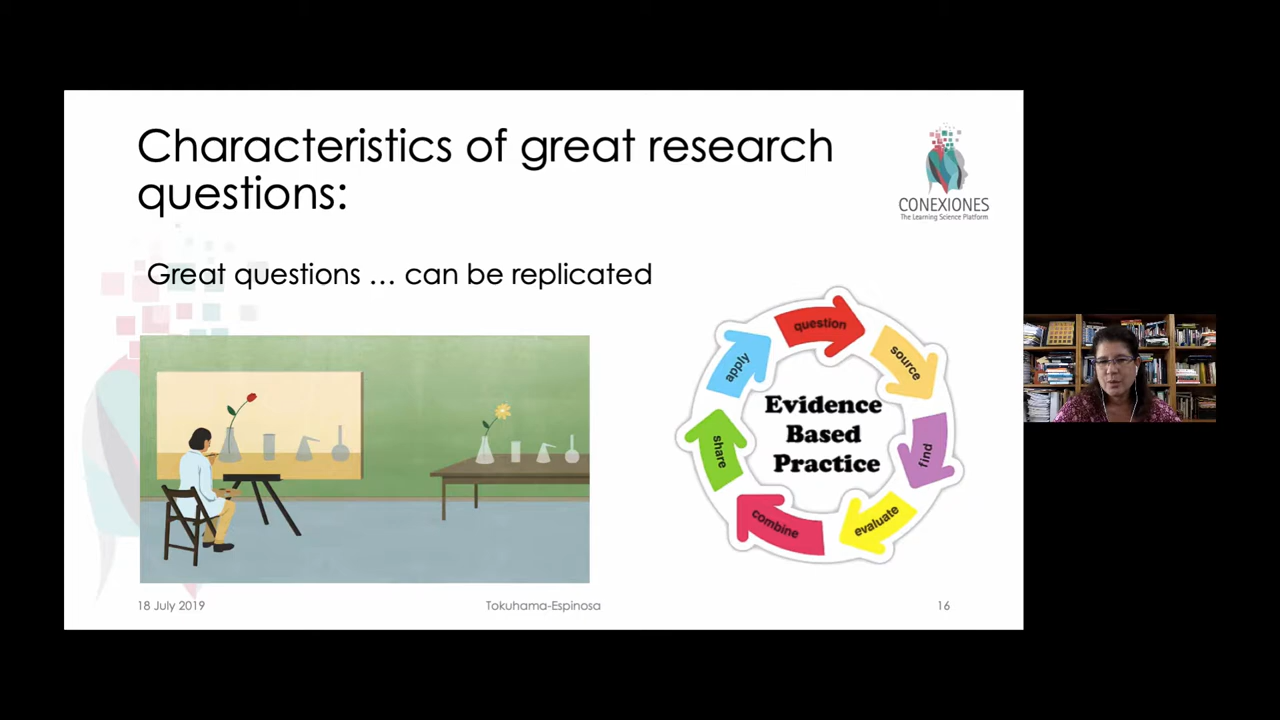 Characteristics of great research
questions:
CONEXIONES
The Learning Science Platform
Great questions … can be replicated
question
source
find
evaluate
combine
share
apply
Evidence
Based
Practice
18 July 2019
Tokuhama-Espinosa
16